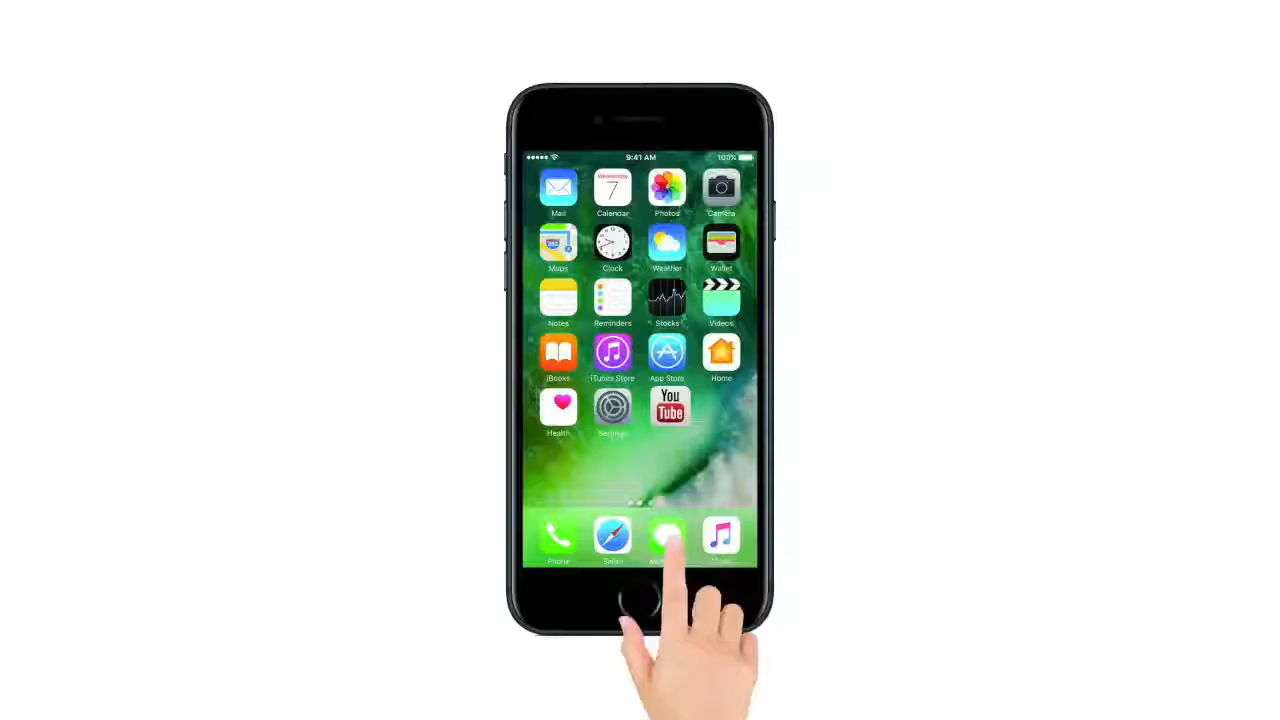 9:41 AM 100%
Wednesday
7
Mail Calendar Photos Camera
280
Maps Clock Weather Wallet
Notes Reminders Stocks Videos
iBooks iTunes Store App Store Home
You
Tube
Health Settings
Phone Safari